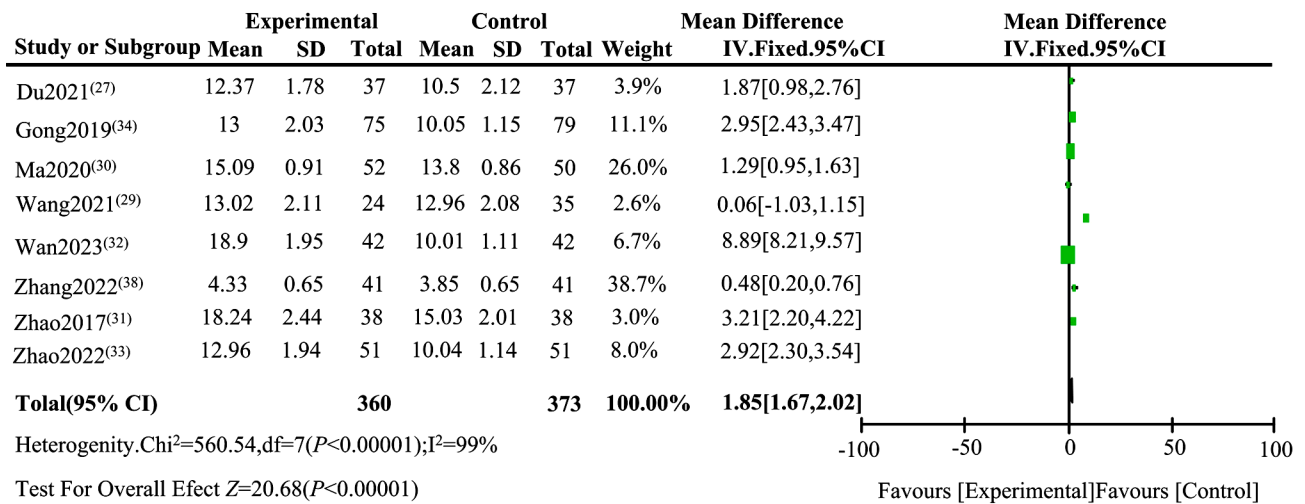 Experimental Control Mean Difference Mean Difference
Study or Subgroup Mean SD Total Mean SD Total Weight IV.Fixed.95%CI IV.Fixed.95%CI
Du2021(27) 12.37 1.78 37 10.5 2.12 37 3.9% 1.87[0.98,2.76]
Gong2019(34) 13 2.03 75 10.05 1.15 79 11.1% 2.95[2.43,3.47]
Ma2020(30) 15.09 0.91 52 13.8 0.86 50 26.0% 1.29[0.95,1.63]
Wang2021(29) 13.02 2.11 24 12.96 2.08 35 2.6% 0.06[-1.03,1.15]
Wan2023(32) 18.9 1.95 42 10.01 1.11 42 6.7% 8.89[8.21,9.57]
Zhang2022(38) 4.33 0.65 41 3.85 0.65 41 38.7% 0.48[0.20,0.76]
Zhao2017(31) 18.24 2.44 38 15.03 2.01 38 3.0% 3.21[2.20,4.22]
Zhao2022(33) 12.96 1.94 51 10.04 1.14 51 8.0% 2.92[2.30,3.54]
Tolal(95% CI) 360 373 100.00% 1.85[1.67,2.02]
Heterogenity.Chi²=560.54,df=7(P<0.00001);I²=99%
-100 -50 0 50 100
Test For Overall Efect Z=20.68(P<0.00001)
Favours [Experimental]Favours [Control]